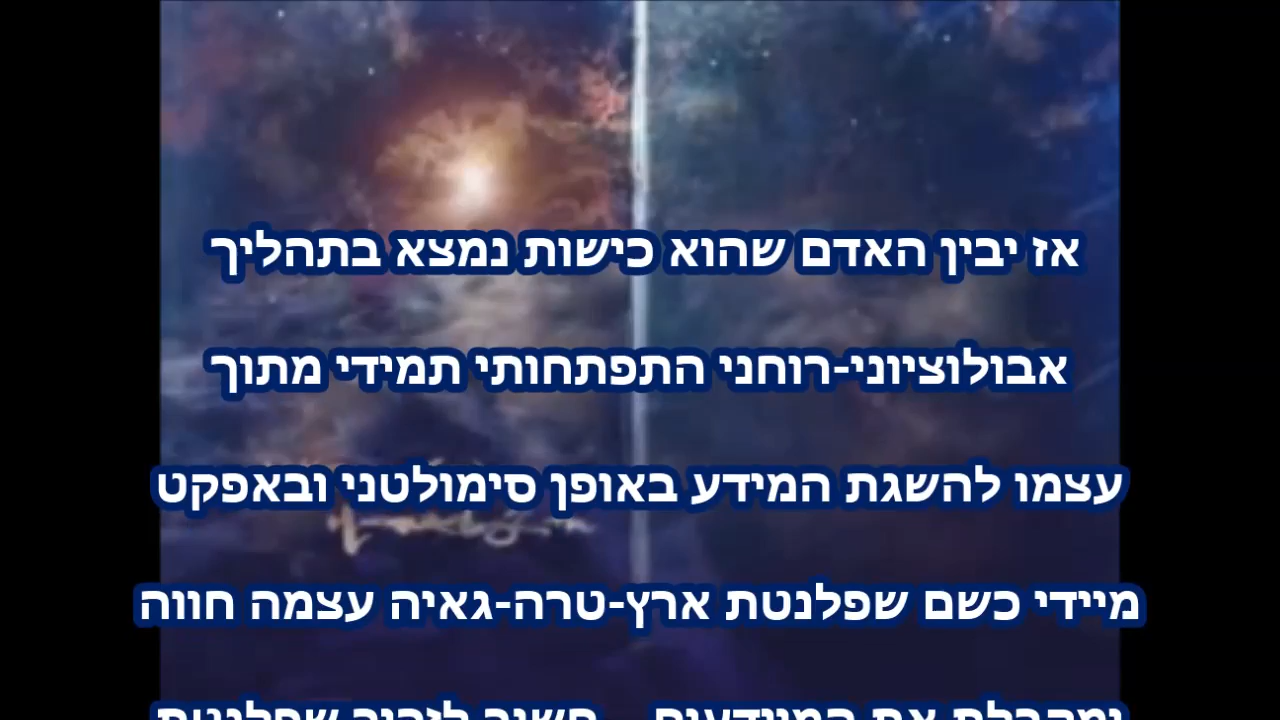 אז יבין האדם שהוא כישות נמצא בתהליך
אבולוציוני-רוחני התפתחותי תמידי מתוך
עצמו להשגת המידע באופן סימולטני ובאפקט
מיידי כשם שפלנטת ארץ-טרה-גאיה עצמה חווה